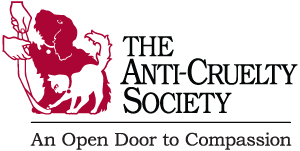 THE
ANTI-CRUELTY
SOCIETY
An Open Door to Compassion